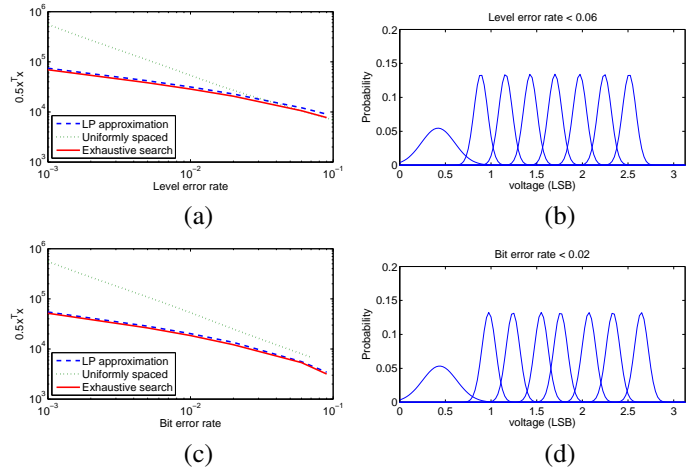 10^6
10^5
10^4
10^3
0.5x^Tx
LP approximation
Uniformly spaced
Exhaustive search
10^−3
10^−2
10^−1
Level error rate
(a)
Level error rate < 0.06
0.2
0.15
0.1
0.05
0
Probability
0
0.5
1
1.5
2
2.5
3
voltage (LSB)
(b)
10^6
10^5
10^4
10^3
10^2
0.5x^Tx
LP approximation
Uniformly spaced
Exhaustive search
10^−3
10^−2
10^−1
Bit error rate
(c)
Bit error rate < 0.02
0.2
0.15
0.1
0.05
0
Probability
0
0.5
1
1.5
2
2.5
3
voltage (LSB)
(d)